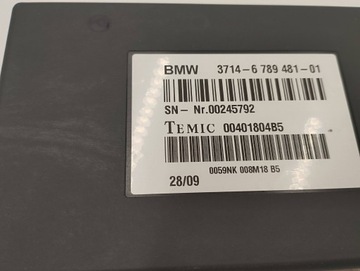 BMW 3714-6 789 481-01
SN- Nr.00245792
TEMIC 00401804B5
0059NK 008M18 B5
28/09